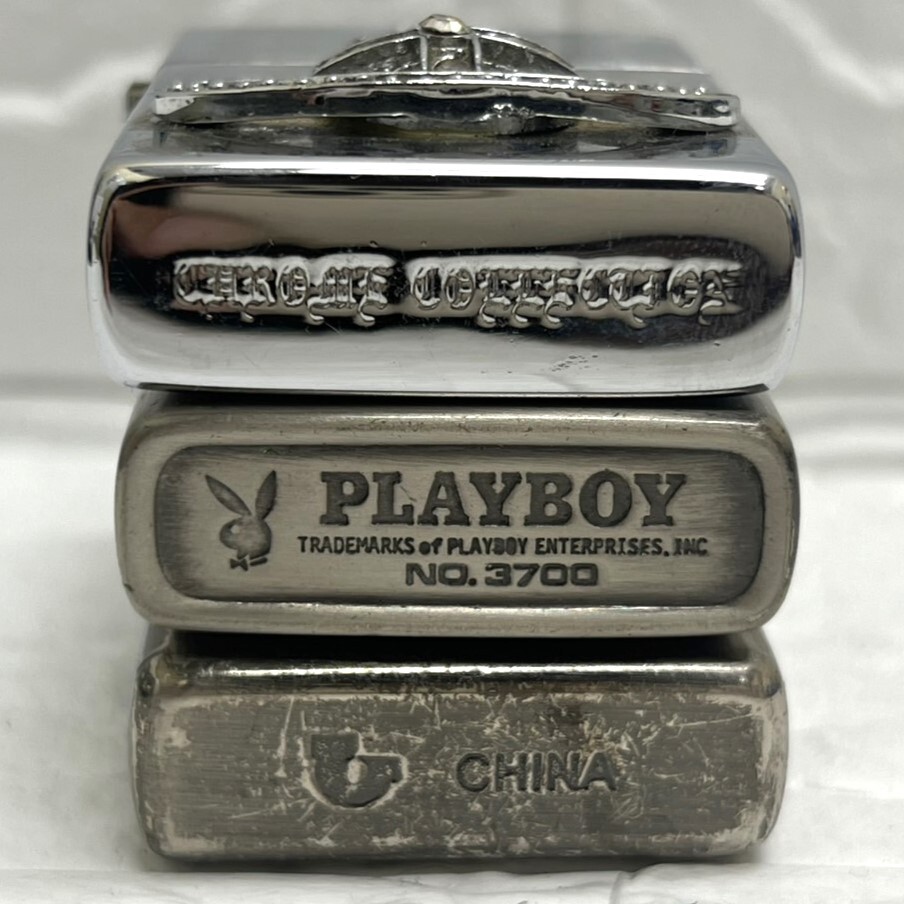 CHROME COLLECTION
PLAYBOY
TRADEMARKS of PLAYBOY ENTERPRISES, INC
NO. 3700
CHINA